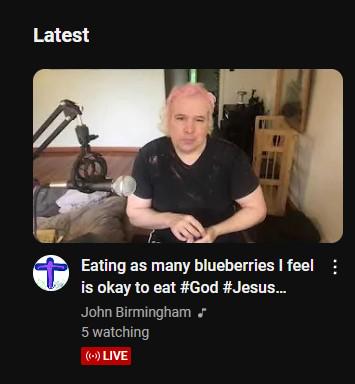 Latest
Eating as many blueberries I feel
is okay to eat #God #Jesus...
John Birmingham
5 watching
LIVE